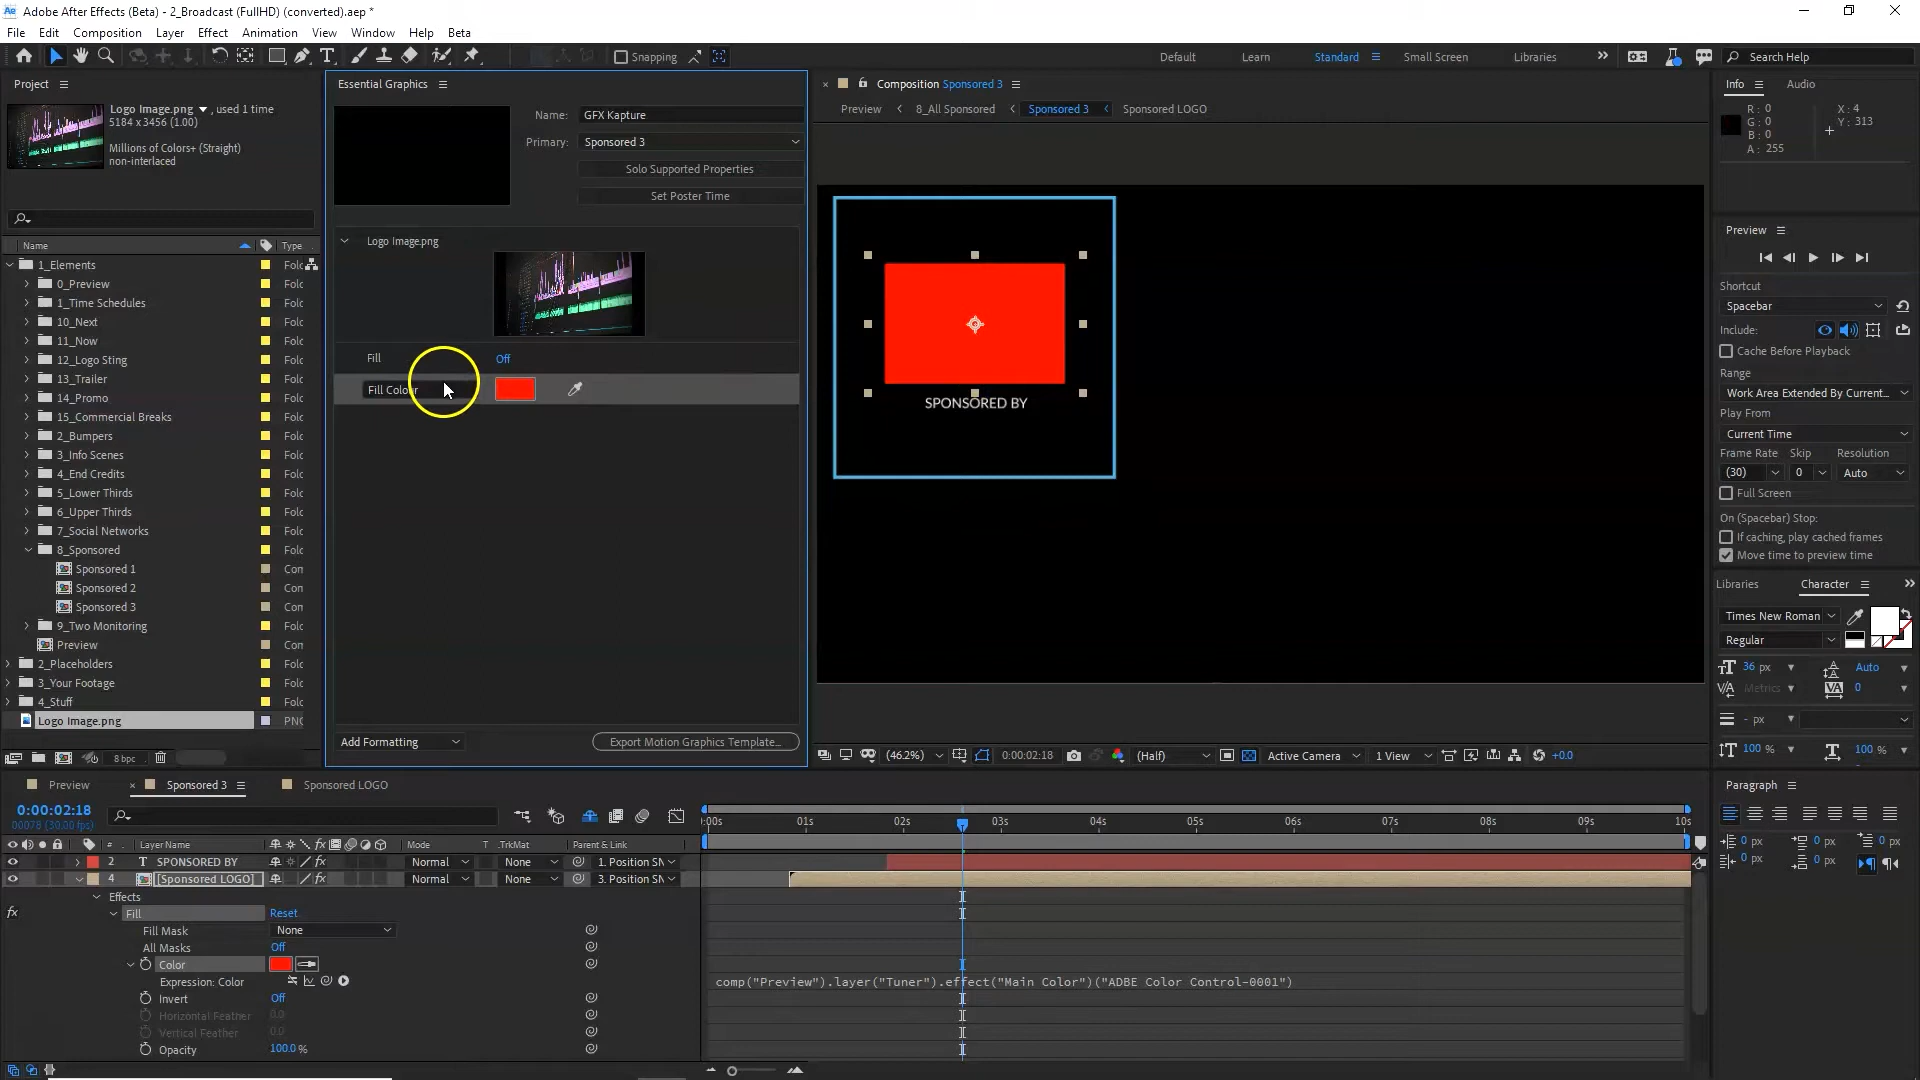 Adobe After Effects (Beta) - 2_Broadcast (FullHD) (converted).aep *
File Edit Composition Layer Effect Animation View Window Help Beta
Snapping
Default Learn Standard Small Screen Libraries Search Help
Project
Logo Image.png ▼, used 1 time
5184 x 3456 (1.00)
Millions of Colors+ (Straight)
non-interlaced
Name Type
1_Elements Folc
0_Preview Folc
1_Time Schedules Folc
10_Next Folc
11_Now Folc
12_Logo Sting Folc
13_Trailer Folc
14_Promo Folc
15_Commercial Breaks Folc
2_Bumpers Folc
3_Info Scenes Folc
4_End Credits Folc
5_Lower Thirds Folc
6_Upper Thirds Folc
7_Social Networks Folc
8_Sponsored Folc
Sponsored 1 Con
Sponsored 2 Con
Sponsored 3 Con
9_Two Monitoring Folc
Preview Con
2_Placeholders Folc
3_Your Footage Folc
4_Stuff Folc
Logo Image.png PNC
8 bpc
Essential Graphics
Name: GFX Kapture
Primary: Sponsored 3
Solo Supported Properties
Set Poster Time
Logo Image.png
Fill Off
Fill Colour
Add Formatting Export Motion Graphics Template...
Composition Sponsored 3
Preview 8_All Sponsored Sponsored 3 Sponsored LOGO
SPONSORED BY
(46.2%) 0:00:02:18 (Half) Active Camera 1 View +0.0
Info Audio
R: 0 X: 4
G: 0 Y: 313
B: 0
A: 255
Preview
Shortcut
Spacebar
Include:
Cache Before Playback
Range
Work Area Extended By Current...
Play From
Current Time
Frame Rate Skip Resolution
(30) 0 Auto
Full Screen
On (Spacebar) Stop:
If caching, play cached frames
Move time to preview time
Libraries Character
Times New Roman
Regular
36 px Auto
Metrics 0
- px
100 % 100 %
Paragraph
0 px 0 px 0 px
0 px 0 px
Preview Sponsored 3 Sponsored LOGO
0:00:02:18
00078 (30.00 fps)
:00s 01s 02s 03s 04s 05s 06s 07s 08s 09s 10s
# Layer Name Mode T .TrkMat Parent & Link
2 T SPONSORED BY Normal None 1. Position SN
4 [Sponsored LOGO] Normal None 3. Position SN
Effects
fx Fill Reset
Fill Mask None
All Masks Off
Color
Expression: Color comp("Preview").layer("Tuner").effect("Main Color")("ADBE Color Control-0001")
Invert Off
Horizontal Feather 0.0
Vertical Feather 0.0
Opacity 100.0 %